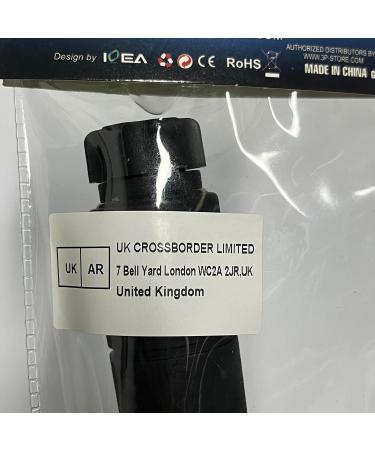 Design by IQEA CE RoHS
AUTHORIZED DISTRIBUTORS BY
WWW.3P-STORE.COM
MADE IN CHINA
UK AR
UK CROSSBORDER LIMITED
7 Bell Yard London WC2A 2JR,UK
United Kingdom